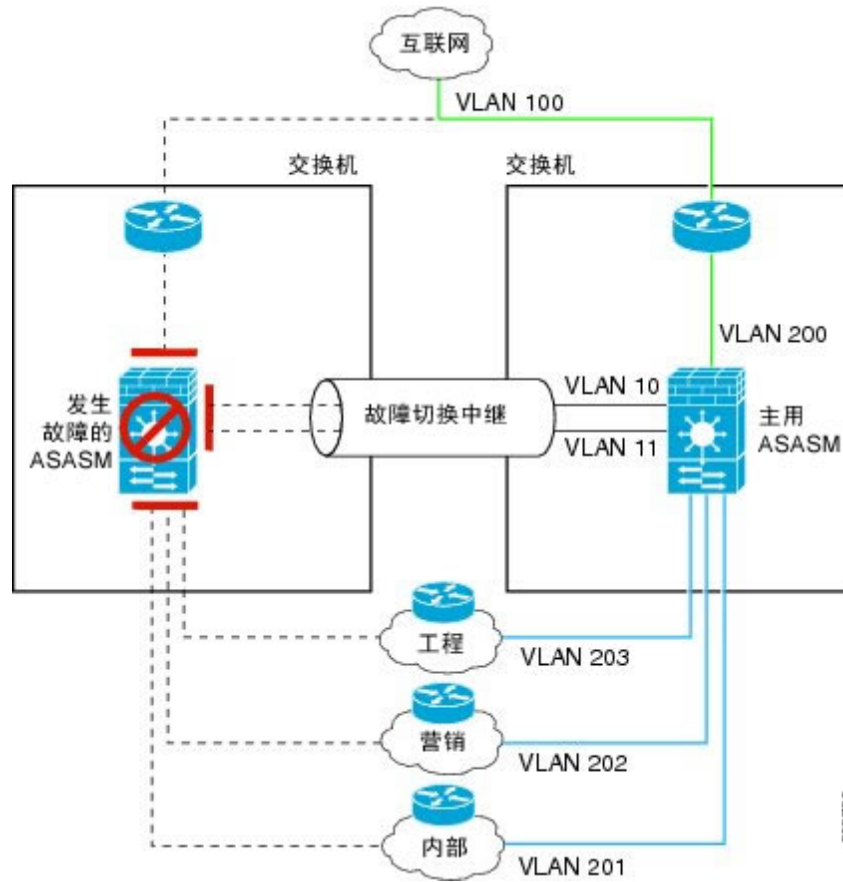 互联网
VLAN 100
交换机
交换机
VLAN 200
发生
故障的
ASASM
故障切换中继
VLAN 10
VLAN 11
主用
ASASM
工程
VLAN 203
营销
VLAN 202
内部
VLAN 201